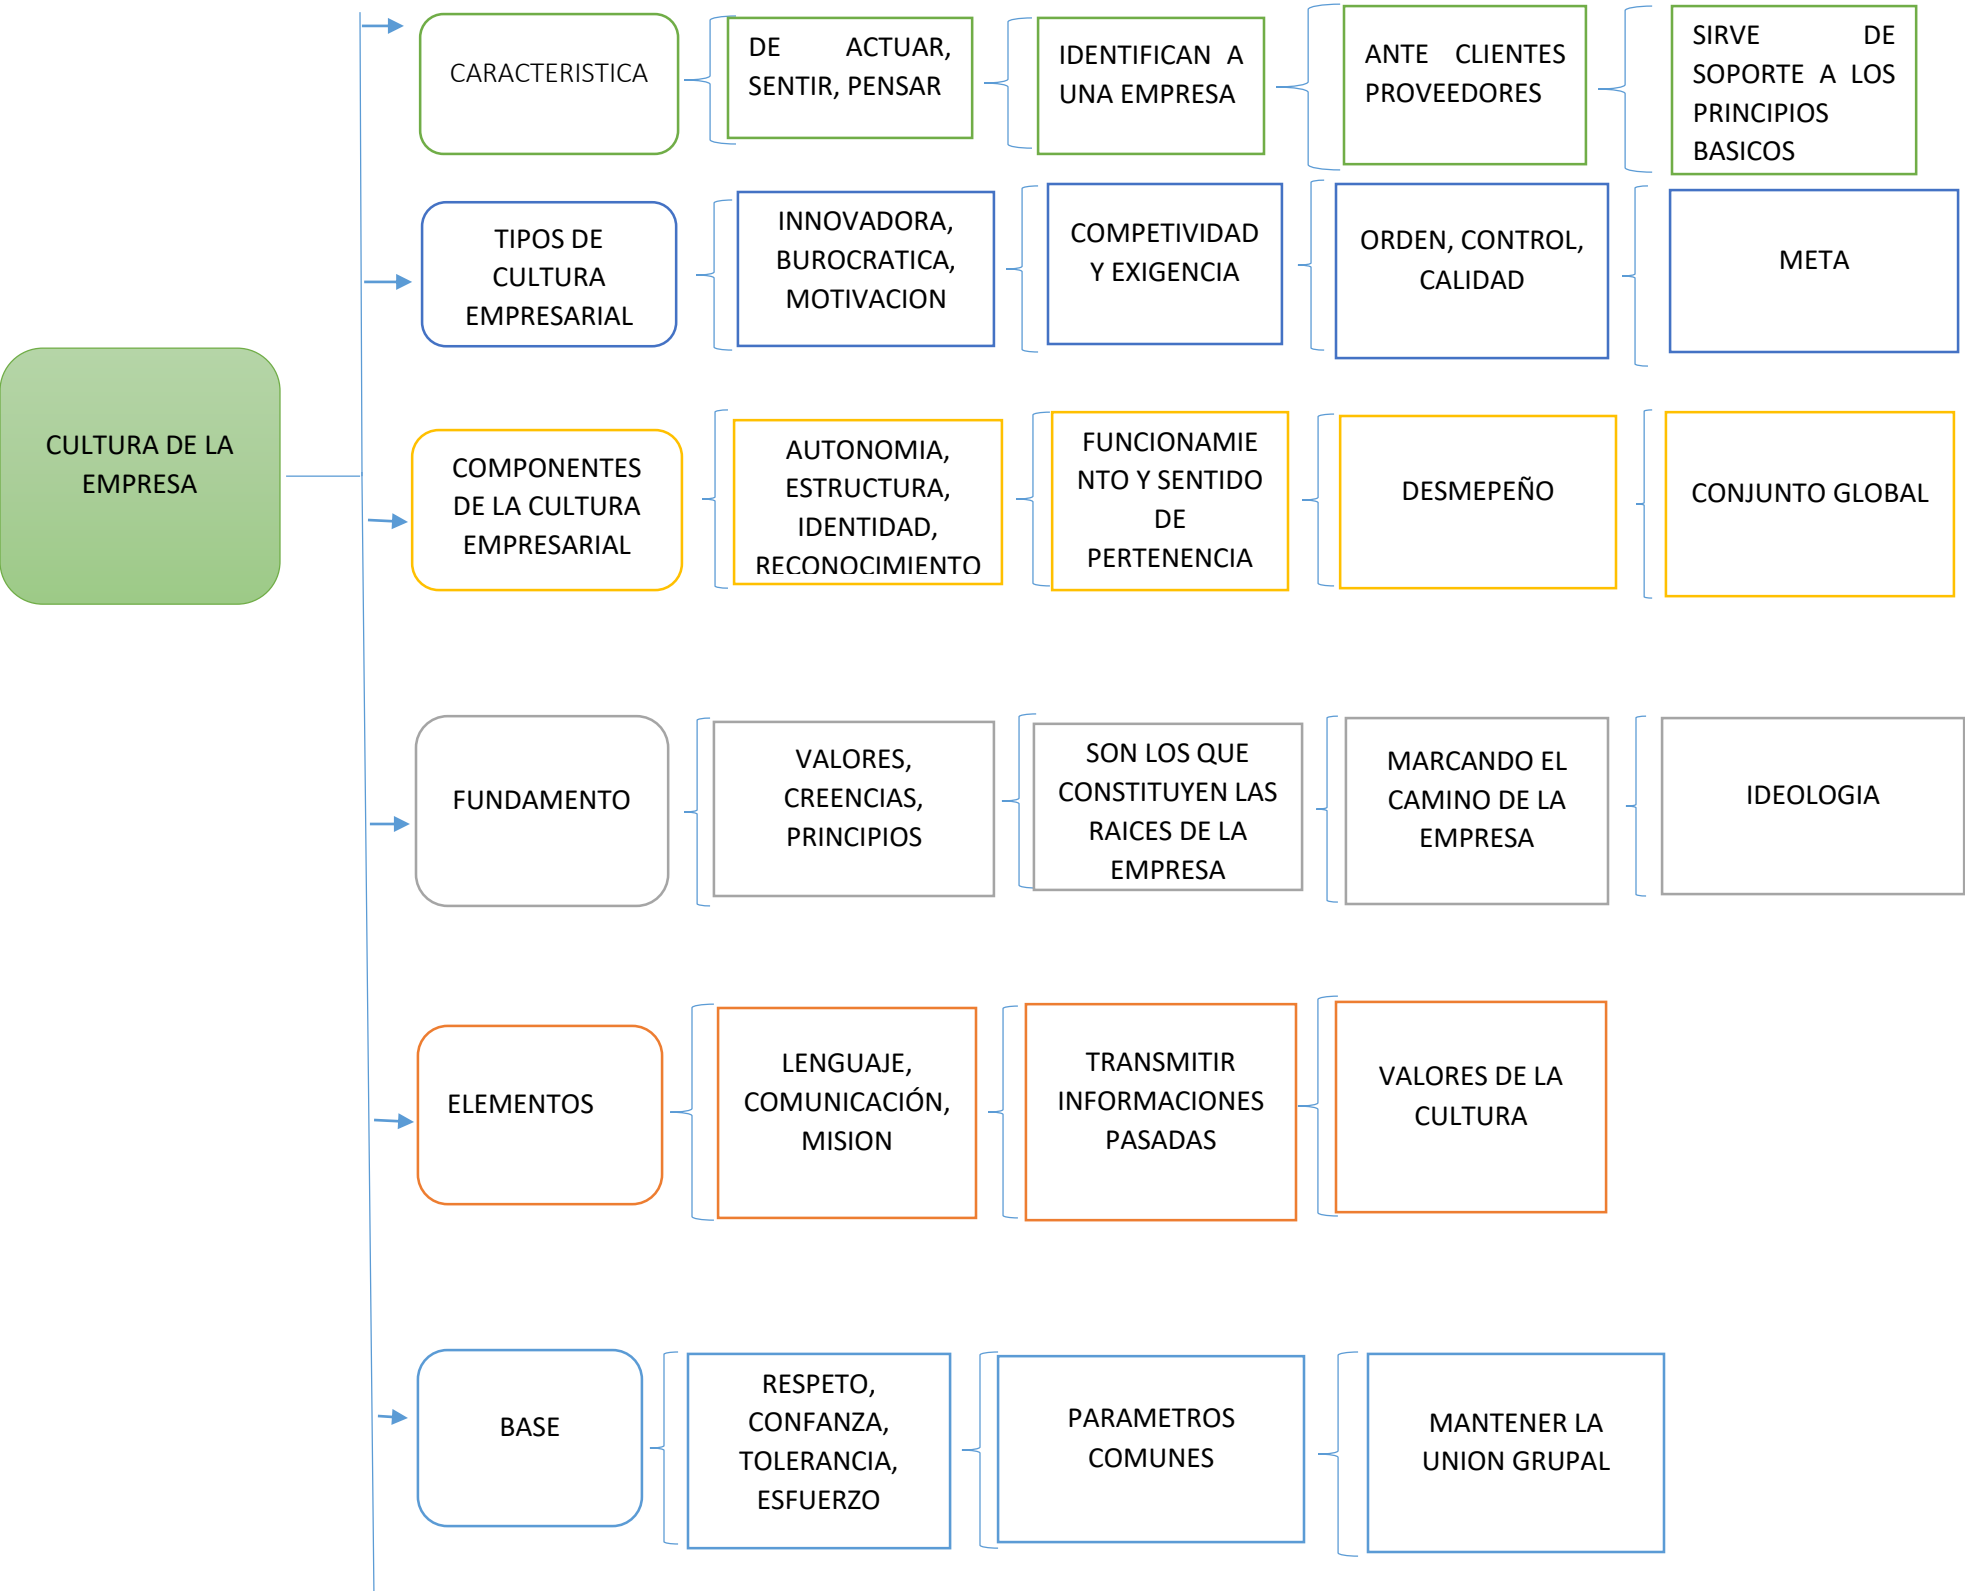 CULTURA DE LA
EMPRESA
CARACTERISTICA
DE ACTUAR,
SENTIR, PENSAR
IDENTIFICAN A
UNA EMPRESA
ANTE CLIENTES
PROVEEDORES
SIRVE DE
SOPORTE A LOS
PRINCIPIOS
BASICOS
TIPOS DE
CULTURA
EMPRESARIAL
INNOVADORA,
BUROCRATICA,
MOTIVACION
COMPETIVIDAD
Y EXIGENCIA
ORDEN, CONTROL,
CALIDAD
META
COMPONENTES
DE LA CULTURA
EMPRESARIAL
AUTONOMIA,
ESTRUCTURA,
IDENTIDAD,
RECONOCIMIENTO
FUNCIONAMIE
NTO Y SENTIDO
DE
PERTENENCIA
DESMEPEÑO
CONJUNTO GLOBAL
FUNDAMENTO
VALORES,
CREENCIAS,
PRINCIPIOS
SON LOS QUE
CONSTITUYEN LAS
RAICES DE LA
EMPRESA
MARCANDO EL
CAMINO DE LA
EMPRESA
IDEOLOGIA
ELEMENTOS
LENGUAJE,
COMUNICACIÓN,
MISION
TRANSMITIR
INFORMACIONES
PASADAS
VALORES DE LA
CULTURA
BASE
RESPETO,
CONFANZA,
TOLERANCIA,
ESFUERZO
PARAMETROS
COMUNES
MANTENER LA
UNION GRUPAL